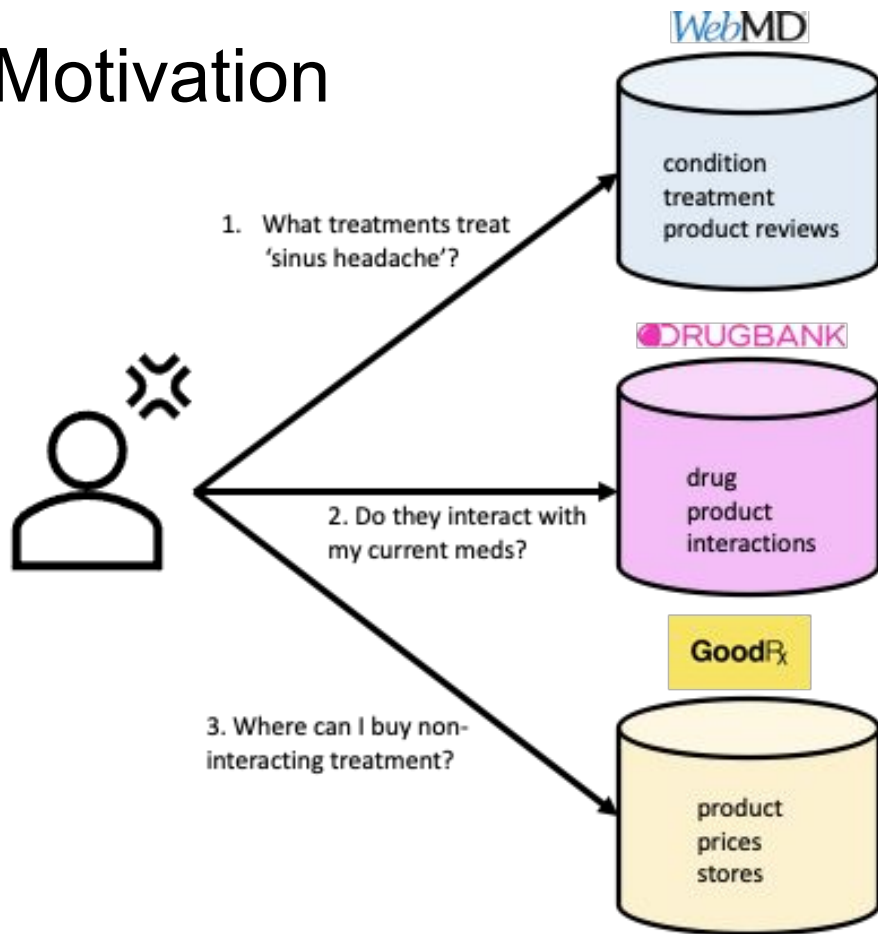 Motivation
WebMD
condition
treatment
product reviews
1. What treatments treat
'sinus headache'?
DRUGBANK
drug
product
interactions
2. Do they interact with
my current meds?
GoodRx
product
prices
stores
3. Where can I buy non-
interacting treatment?